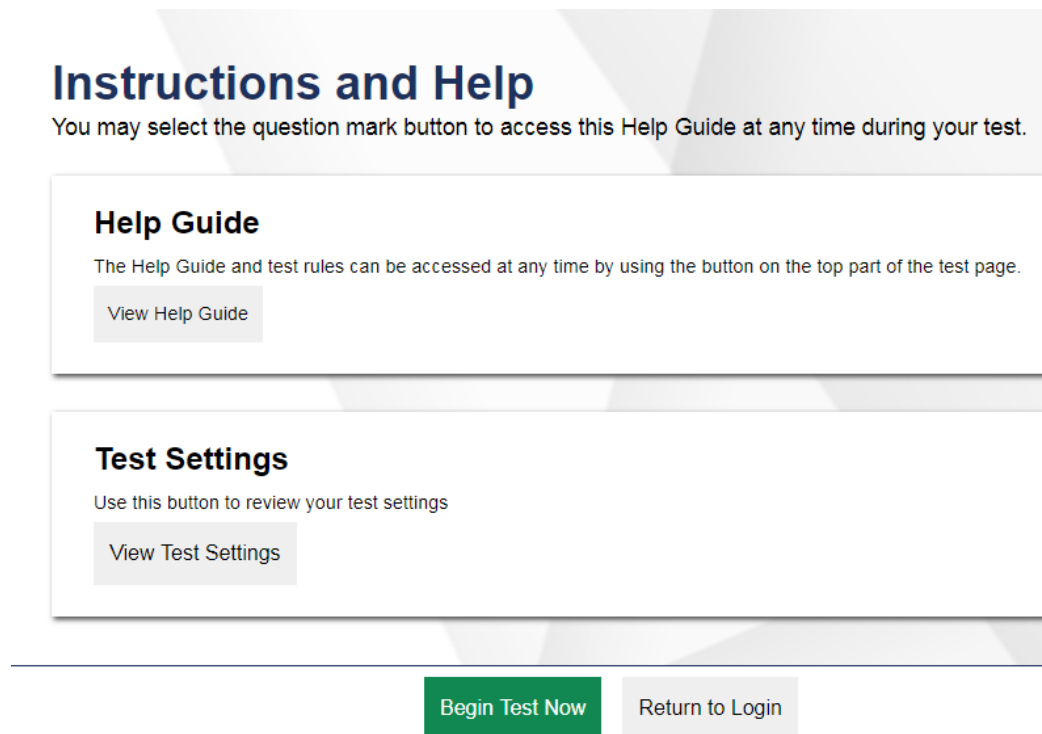 Instructions and Help
You may select the question mark button to access this Help Guide at any time during your test.
Help Guide
The Help Guide and test rules can be accessed at any time by using the button on the top part of the test page.
View Help Guide
Test Settings
Use this button to review your test settings
View Test Settings
Begin Test Now
Return to Login